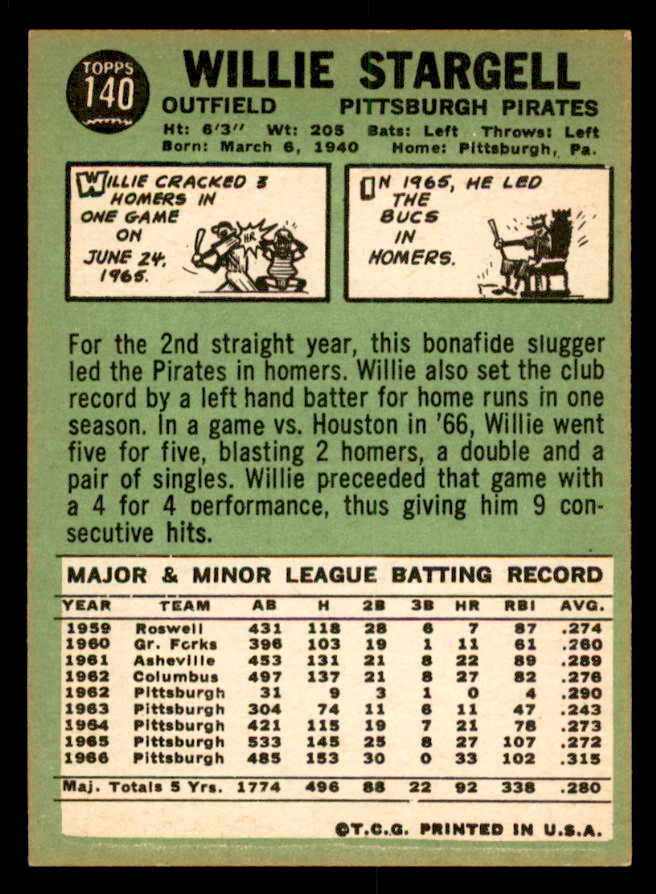 TOPPS
140
WILLIE STARGELL
OUTFIELD PITTSBURGH PIRATES
Ht: 6'3" Wt: 205 Bats: Left Throws: Left
Born: March 6, 1940 Home: Pittsburgh, Pa.
WILLIE CRACKED 3
HOMERS IN
ONE GAME
ON
JUNE 24,
1965.
HR
IN 1965, HE LED
THE
BUCS
IN
HOMERS.
For the 2nd straight year, this bonafide slugger
led the Pirates in homers. Willie also set the club
record by a left hand batter for home runs in one
season. In a game vs. Houston in '66, Willie went
five for five, blasting 2 homers, a double and a
pair of singles. Willie preceeded that game with
a 4 for 4 performance, thus giving him 9 con-
secutive hits.
MAJOR & MINOR LEAGUE BATTING RECORD
YEAR TEAM AB H 2B 3B HR RBI AVG.
1959 Roswell 431 118 28 6 7 87 .274
1960 Gr. Forks 396 103 19 1 11 61 .260
1961 Asheville 453 131 21 8 22 89 .289
1962 Columbus 497 137 21 8 27 82 .276
1962 Pittsburgh 31 9 3 1 0 4 .290
1963 Pittsburgh 304 74 11 6 11 47 .243
1964 Pittsburgh 421 115 19 7 21 78 .273
1965 Pittsburgh 533 145 25 8 27 107 .272
1966 Pittsburgh 485 153 30 0 33 102 .315
Maj. Totals 5 Yrs. 1774 496 88 22 92 338 .280
©T.C.G. PRINTED IN U.S.A.